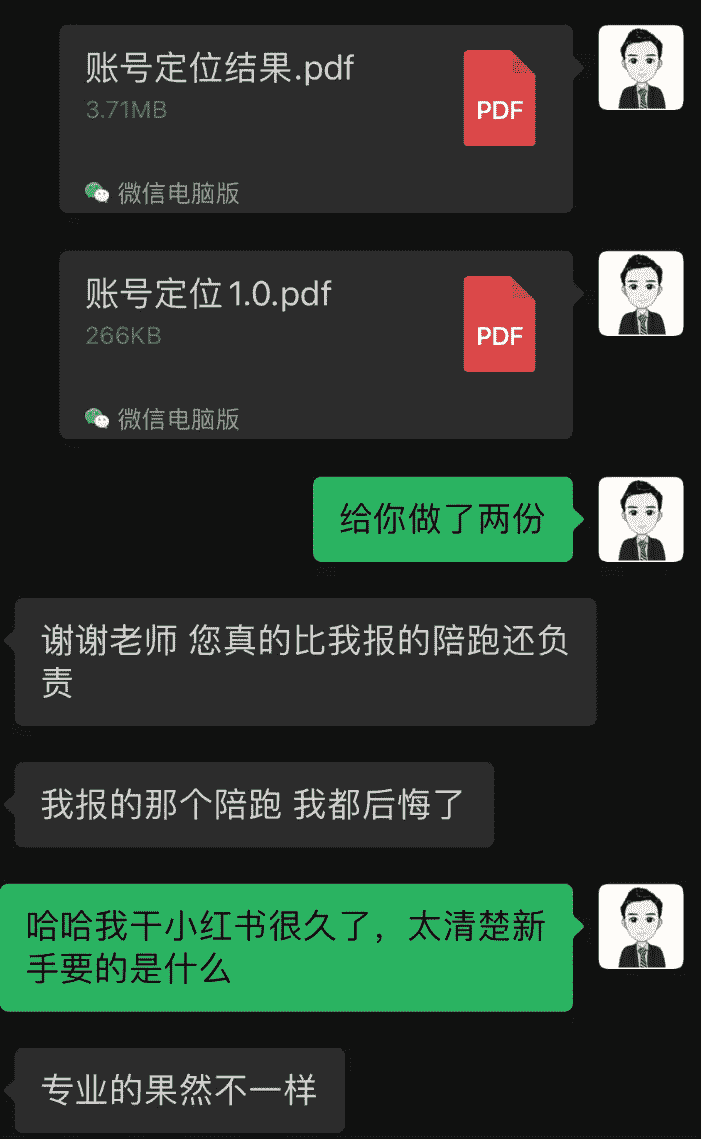 账号定位结果.pdf
3.71MB
PDF
微信电脑版
账号定位1.0.pdf
266KB
PDF
微信电脑版
给你做了两份
谢谢老师 您真的比我报的陪跑还负
责
我报的那个陪跑 我都后悔了
哈哈我干小红书很久了，太清楚新
手要的是什么
专业的果然不一样